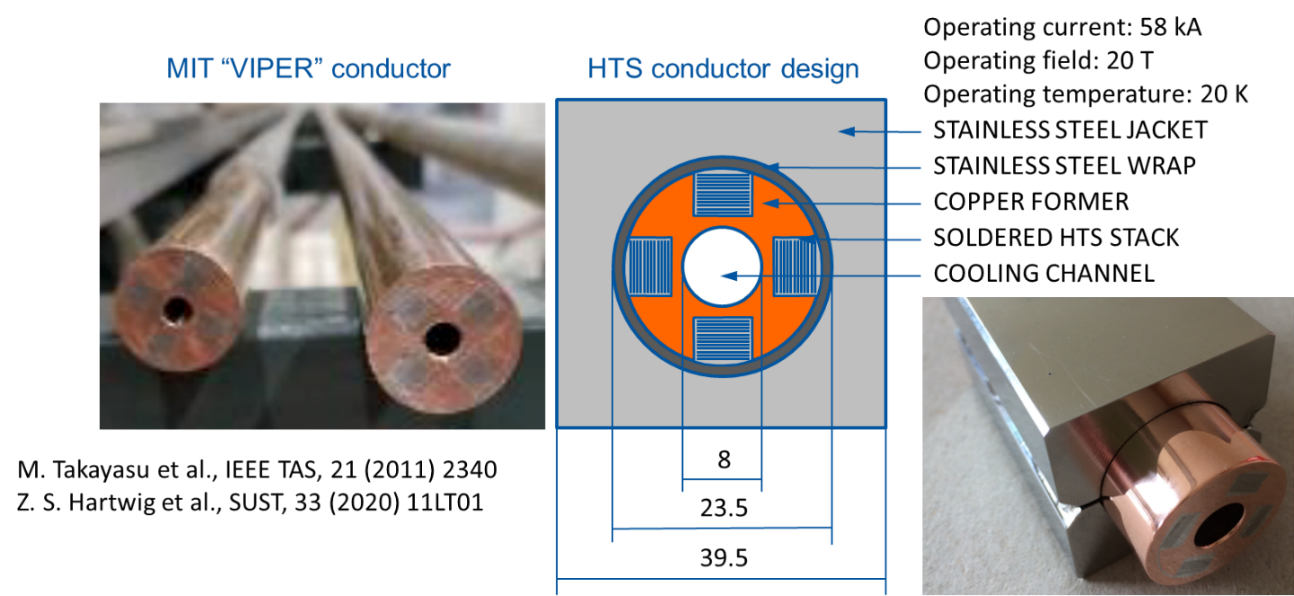 MIT “VIPER” conductor
HTS conductor design
Operating current: 58 kA
Operating field: 20 T
Operating temperature: 20 K
STAINLESS STEEL JACKET
STAINLESS STEEL WRAP
COPPER FORMER
SOLDERED HTS STACK
COOLING CHANNEL
8
23.5
39.5
M. Takayasu et al., IEEE TAS, 21 (2011) 2340
Z. S. Hartwig et al., SUST, 33 (2020) 11LT01